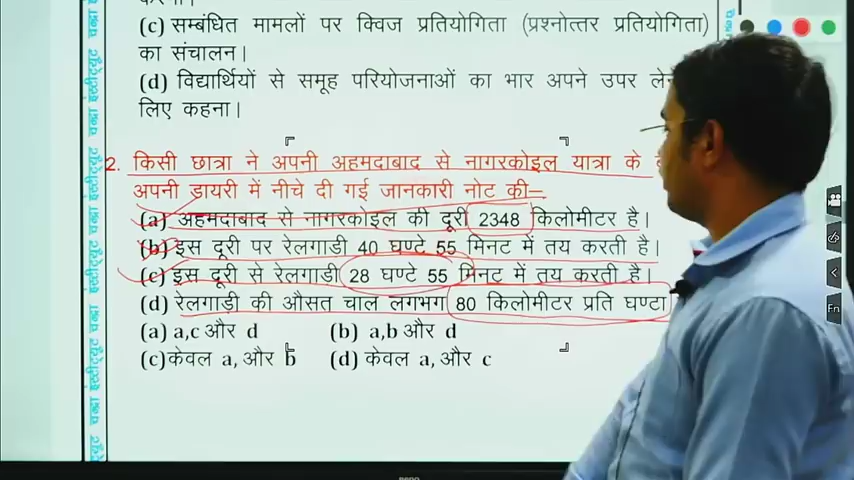 (c) सम्बंधित मामलों पर क्विज प्रतियोगिता (प्रश्नोत्तर प्रतियोगिता)
का संचालन।
(d) विद्यार्थियों से समूह परियोजनाओं का भार अपने उपर
लिए कहना।
2. किसी छात्रा ने अपनी अहमदाबाद से नागरकोइल यात्रा के
अपनी डायरी में नीचे दी गई जानकारी नोट की–
(a) अहमदाबाद से नागरकोइल की दूरी 2348 किलोमीटर है।
(b) इस दूरी पर रेलगाडी 40 घण्टे 55 मिनट में तय करती है।
(c) इस दूरी से रेलगाडी 28 घण्टे 55 मिनट में तय करती है।
(d) रेलगाड़ी की औसत चाल लगभग 80 किलोमीटर प्रति घण्टा
(a) a,c और d (b) a,b और d
(c)केवल a, और b (d) केवल a, और c
Fn